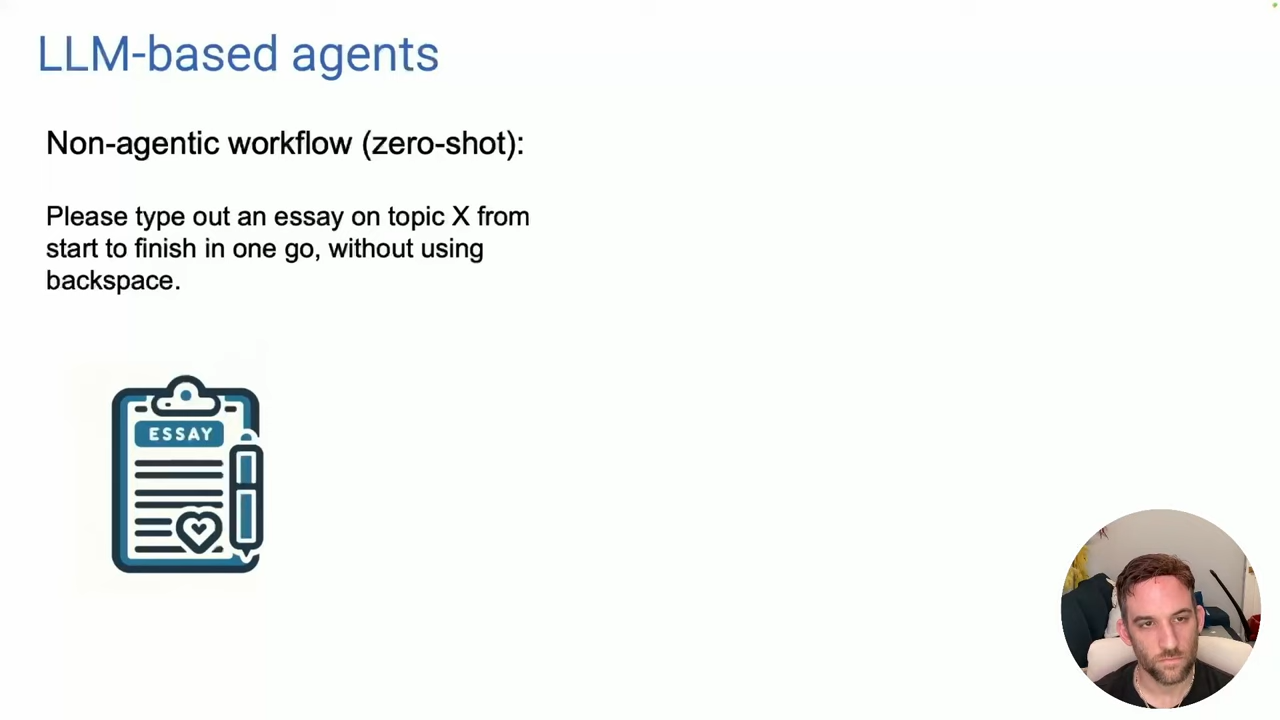 LLM-based agents
Non-agentic workflow (zero-shot):
Please type out an essay on topic X from
start to finish in one go, without using
backspace.
ESSAY